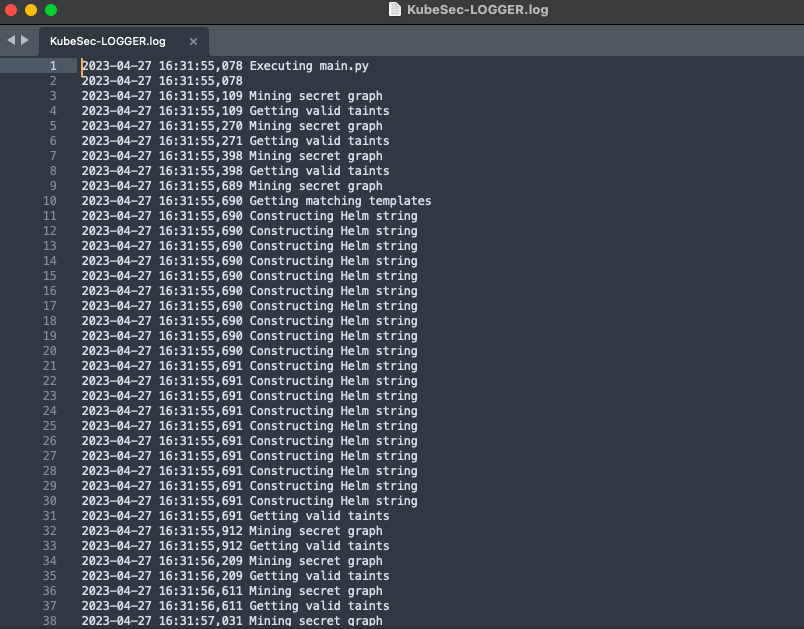 KubeSec-LOGGER.log
KubeSec-LOGGER.log ×
1 2023-04-27 16:31:55,078 Executing main.py
2 2023-04-27 16:31:55,078
3 2023-04-27 16:31:55,109 Mining secret graph
4 2023-04-27 16:31:55,109 Getting valid taints
5 2023-04-27 16:31:55,270 Mining secret graph
6 2023-04-27 16:31:55,271 Getting valid taints
7 2023-04-27 16:31:55,398 Mining secret graph
8 2023-04-27 16:31:55,398 Getting valid taints
9 2023-04-27 16:31:55,689 Mining secret graph
10 2023-04-27 16:31:55,690 Getting matching templates
11 2023-04-27 16:31:55,690 Constructing Helm string
12 2023-04-27 16:31:55,690 Constructing Helm string
13 2023-04-27 16:31:55,690 Constructing Helm string
14 2023-04-27 16:31:55,690 Constructing Helm string
15 2023-04-27 16:31:55,690 Constructing Helm string
16 2023-04-27 16:31:55,690 Constructing Helm string
17 2023-04-27 16:31:55,690 Constructing Helm string
18 2023-04-27 16:31:55,690 Constructing Helm string
19 2023-04-27 16:31:55,690 Constructing Helm string
20 2023-04-27 16:31:55,690 Constructing Helm string
21 2023-04-27 16:31:55,691 Constructing Helm string
22 2023-04-27 16:31:55,691 Constructing Helm string
23 2023-04-27 16:31:55,691 Constructing Helm string
24 2023-04-27 16:31:55,691 Constructing Helm string
25 2023-04-27 16:31:55,691 Constructing Helm string
26 2023-04-27 16:31:55,691 Constructing Helm string
27 2023-04-27 16:31:55,691 Constructing Helm string
28 2023-04-27 16:31:55,691 Constructing Helm string
29 2023-04-27 16:31:55,691 Constructing Helm string
30 2023-04-27 16:31:55,691 Constructing Helm string
31 2023-04-27 16:31:55,691 Getting valid taints
32 2023-04-27 16:31:55,912 Mining secret graph
33 2023-04-27 16:31:55,912 Getting valid taints
34 2023-04-27 16:31:56,209 Mining secret graph
35 2023-04-27 16:31:56,209 Getting valid taints
36 2023-04-27 16:31:56,611 Mining secret graph
37 2023-04-27 16:31:56,611 Getting valid taints
38 2023-04-27 16:31:57,031 Mining secret graph